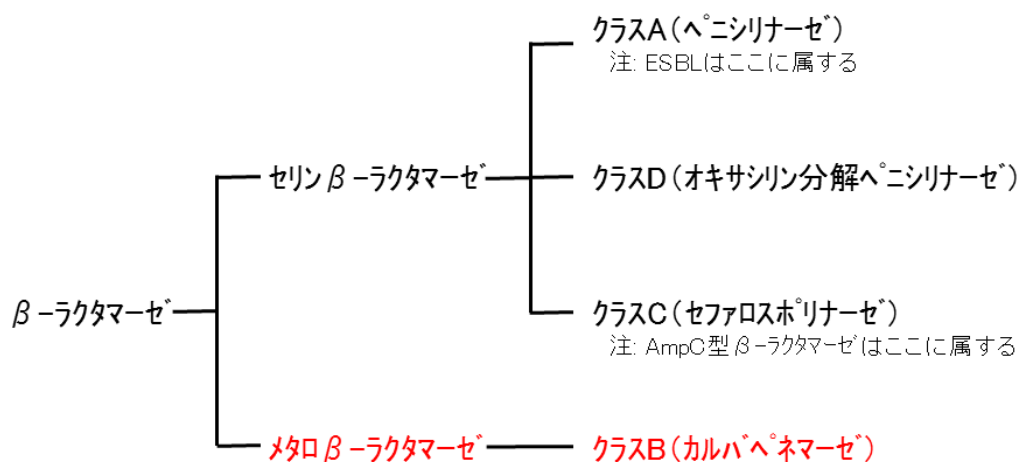 クラスA(ペニシリナーゼ)
注: ESBLはここに属する
セリンβ-ラクタマーゼ
クラスD(オキサシリン分解ペニシリナーゼ)
β-ラクタマーゼ
クラスC(セファロスポリナーゼ)
注: AmpC型β-ラクタマーゼはここに属する
メタロβ-ラクタマーゼ
クラスB(カルバペネマーゼ)